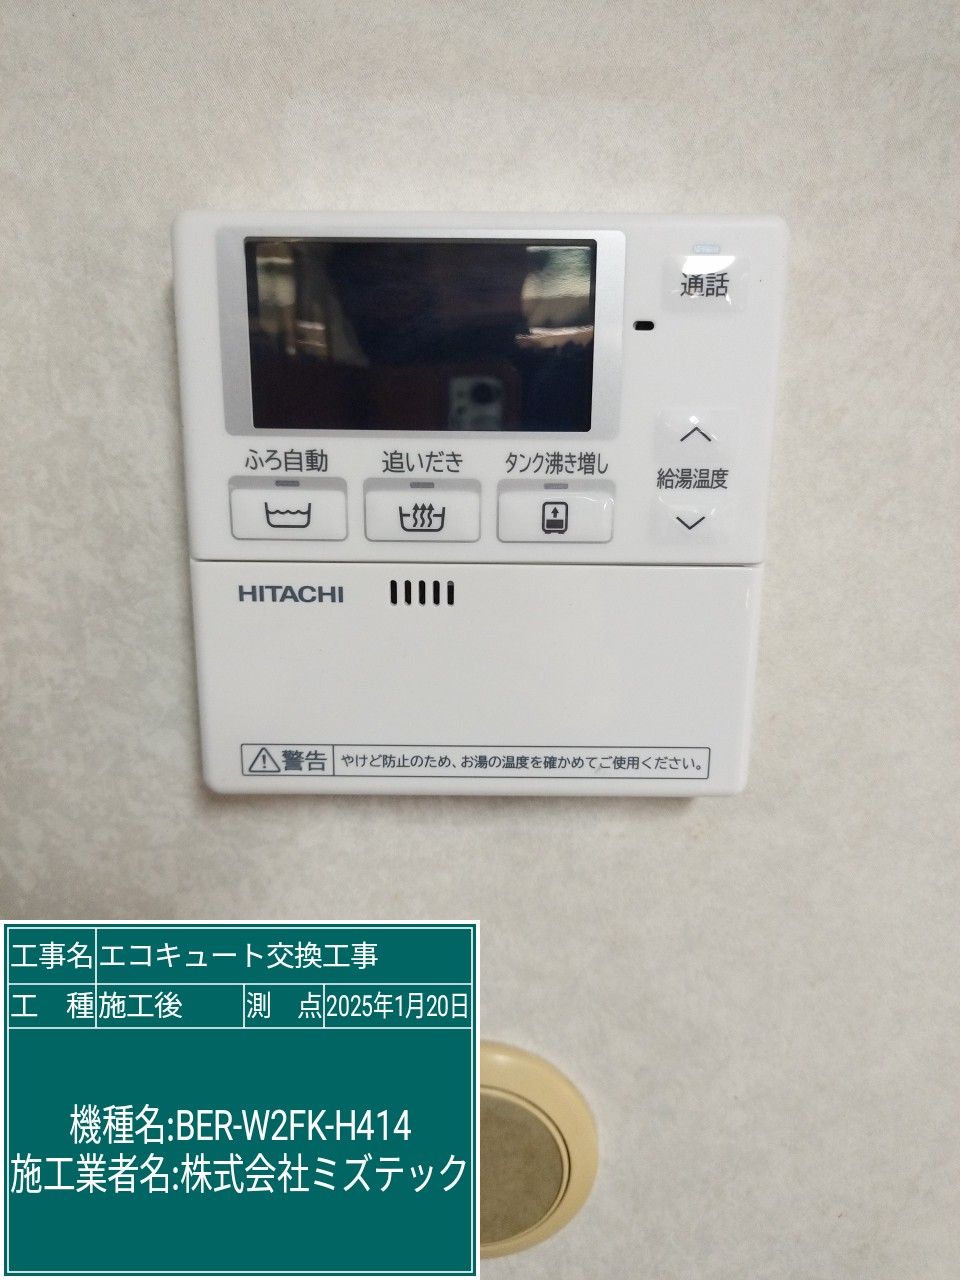 通話
ふろ自動 追いだき タンク沸き増し
給湯温度
HITACHI
警告 やけど防止のため、お湯の温度を確かめてご使用ください。
工事名 エコキュート交換工事
工 種 施工後 測 点 2025年1月20日
機種名:BER-W2FK-H414
施工業者名:株式会社ミズテック